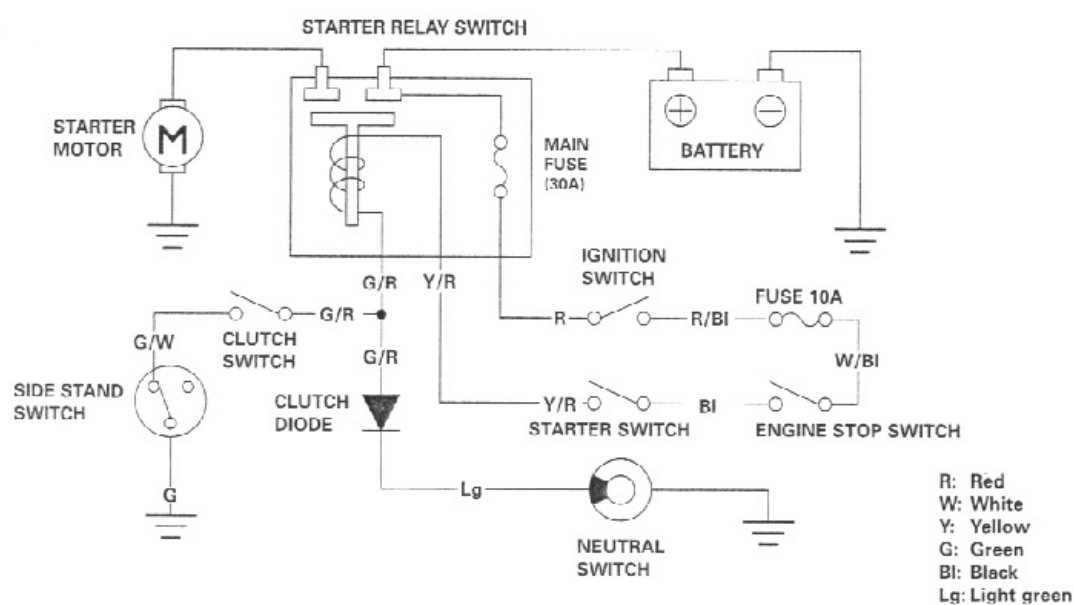 STARTER RELAY SWITCH
STARTER
MOTOR
M
MAIN
FUSE
(30A)
+
−
BATTERY
G/R
Y/R
IGNITION
SWITCH
FUSE 10A
G/R
R
R/Bl
G/W
CLUTCH
SWITCH
G/R
W/Bl
SIDE STAND
SWITCH
CLUTCH
DIODE
Y/R
Bl
STARTER SWITCH
ENGINE STOP SWITCH
G
Lg
NEUTRAL
SWITCH
R: Red
W: White
Y: Yellow
G: Green
Bl: Black
Lg: Light green